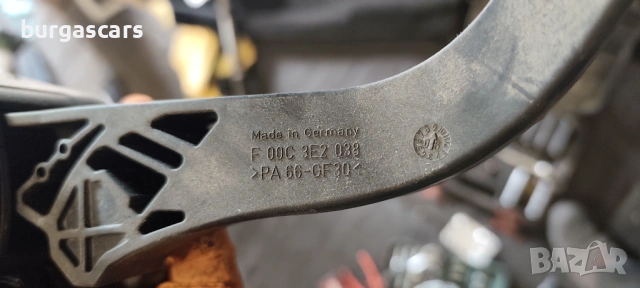 burgascars
Made in Germany
F 00C 3E2 038
>PA 66-GF30<
BAZAR